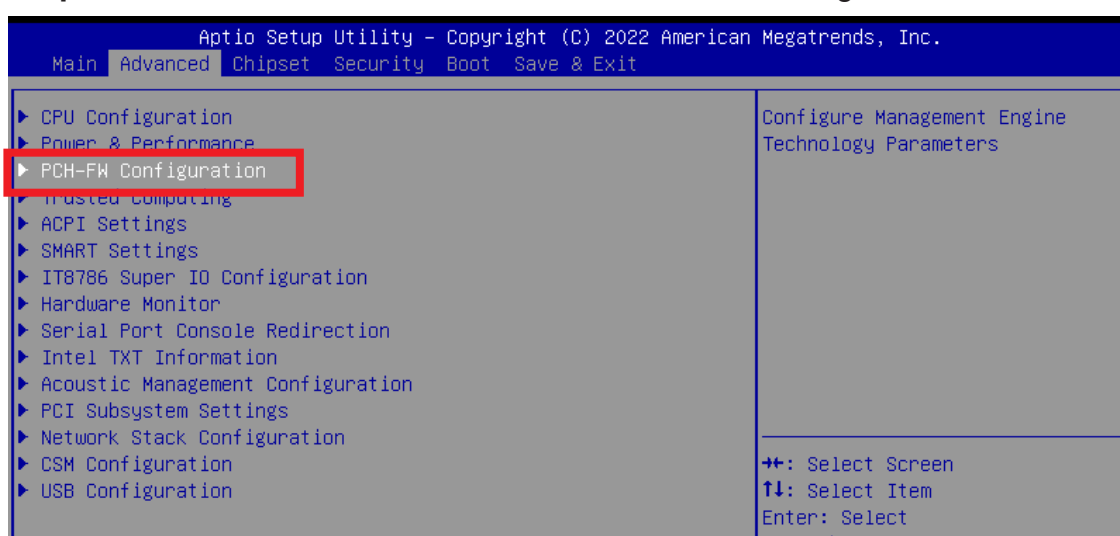 Aptio Setup Utility – Copyright (C) 2022 American Megatrends, Inc.
Main Advanced Chipset Security Boot Save & Exit
CPU Configuration
Power & Performance
PCH-FW Configuration
Trusted Computing
ACPI Settings
SMART Settings
IT8786 Super IO Configuration
Hardware Monitor
Serial Port Console Redirection
Intel TXT Information
Acoustic Management Configuration
PCI Subsystem Settings
Network Stack Configuration
CSM Configuration
USB Configuration
Configure Management Engine
Technology Parameters
→←: Select Screen
↑↓: Select Item
Enter: Select